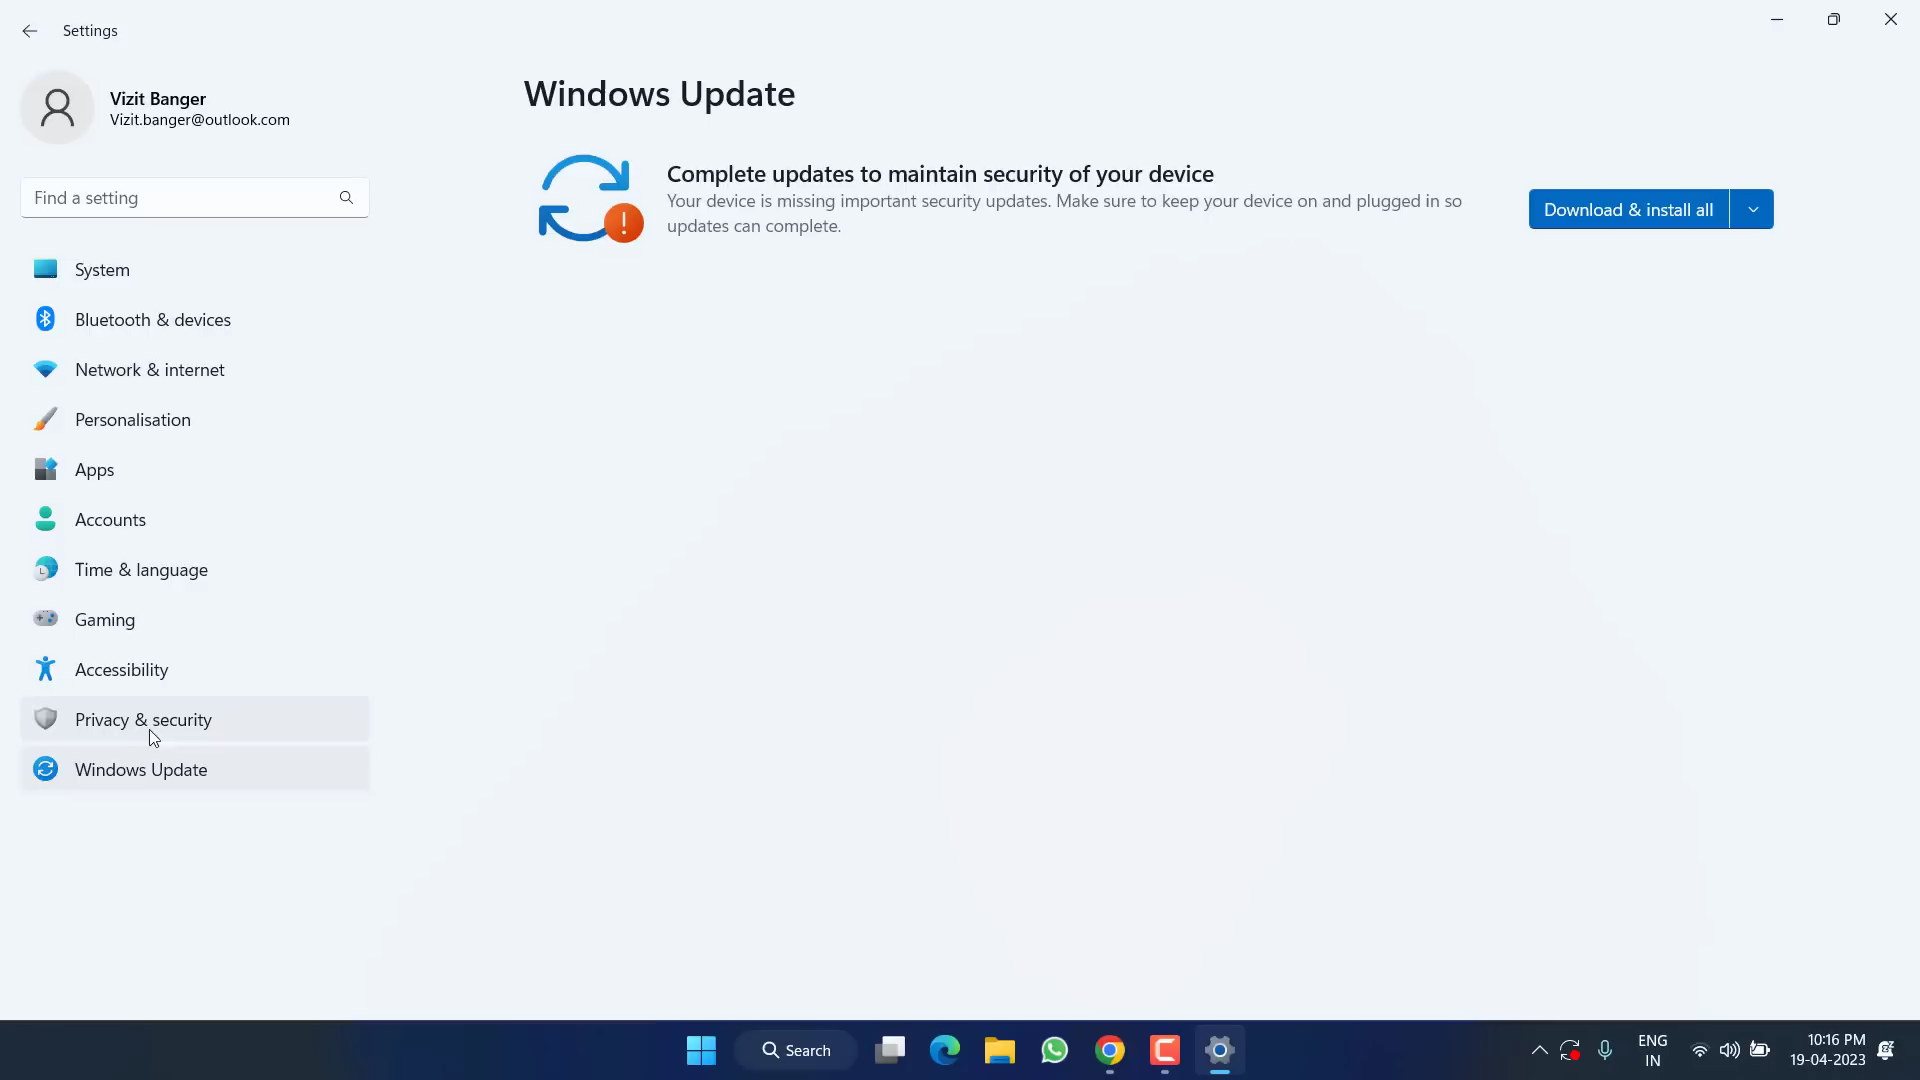 Settings
Vizit Banger
Vizit.banger@outlook.com
Find a setting
System
Bluetooth & devices
Network & internet
Personalisation
Apps
Accounts
Time & language
Gaming
Accessibility
Privacy & security
Windows Update
Windows Update
Complete updates to maintain security of your device
Your device is missing important security updates. Make sure to keep your device on and plugged in so
updates can complete.
Download & install all
Search
ENG
IN
10:16 PM
19-04-2023